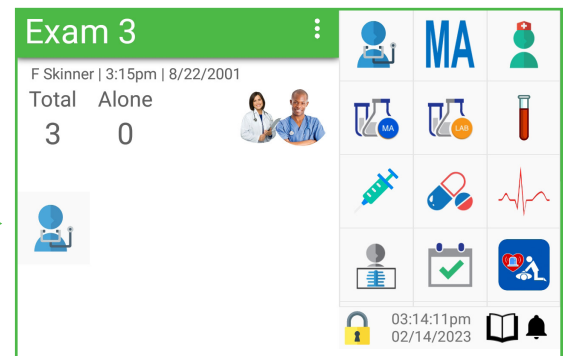 Exam 3
F Skinner | 3:15pm | 8/22/2001
Total Alone
3 0
MA
MA
LAB
03:14:11pm
02/14/2023